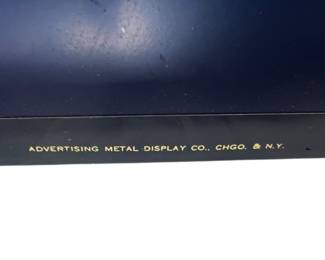 ADVERTISING METAL DISPLAY CO., CHGO. & N.Y.